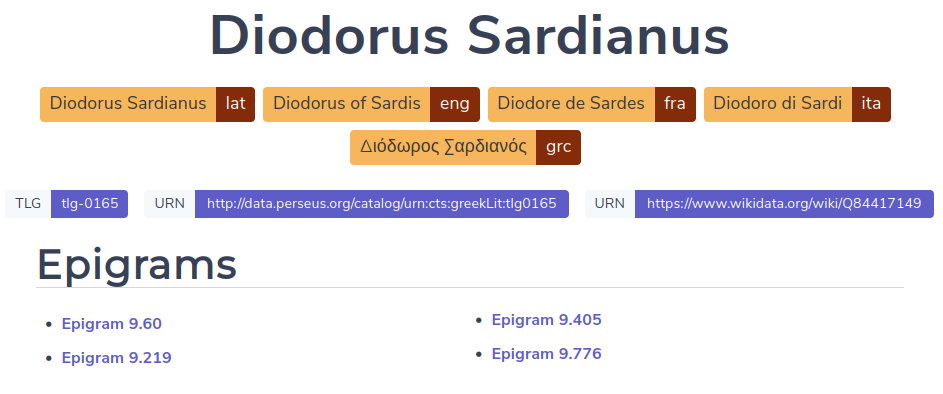 Diodorus Sardianus
Diodorus Sardianus lat Diodorus of Sardis eng Diodore de Sardes fra Diodoro di Sardi ita
Διόδωρος Σαρδιανός grc
TLG tlg-0165 URN http://data.perseus.org/catalog/urn:cts:greekLit:tlg0165 URN https://www.wikidata.org/wiki/Q84417149
Epigrams
• Epigram 9.60
• Epigram 9.219
• Epigram 9.405
• Epigram 9.776